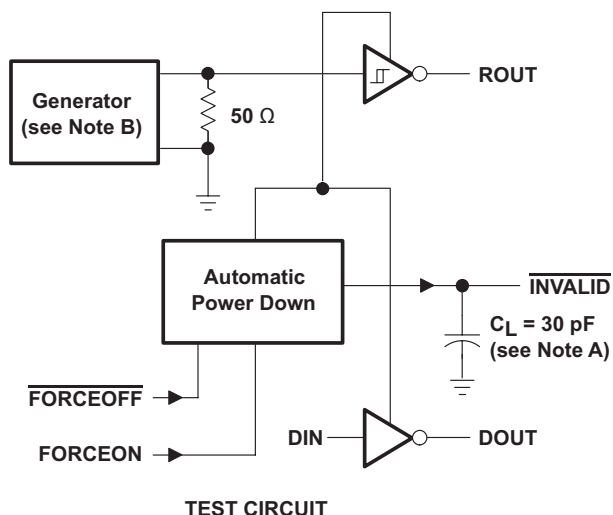 ROUT
Generator
(see Note B)
50 Ω
Automatic
Power Down
INVALID
CL = 30 pF
(see Note A)
FORCEOFF
FORCEON
DIN
DOUT
TEST CIRCUIT